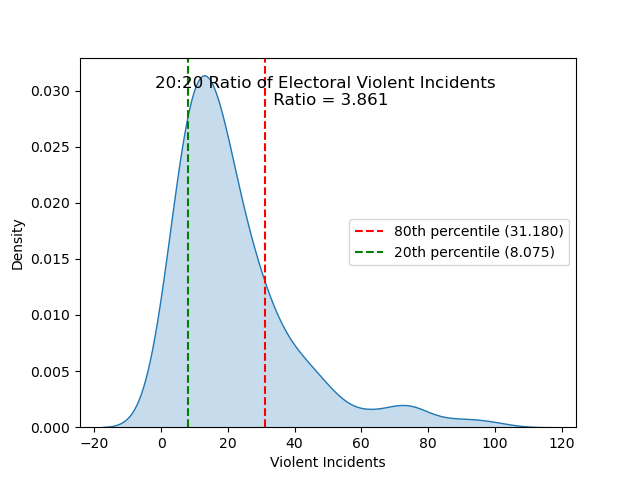 20:20 Ratio of Electoral Violent Incidents
Ratio = 3.861
0.030
0.025
0.020
0.015
0.010
0.005
0.000
Density
80th percentile (31.180)
20th percentile (8.075)
−20 0 20 40 60 80 100 120
Violent Incidents